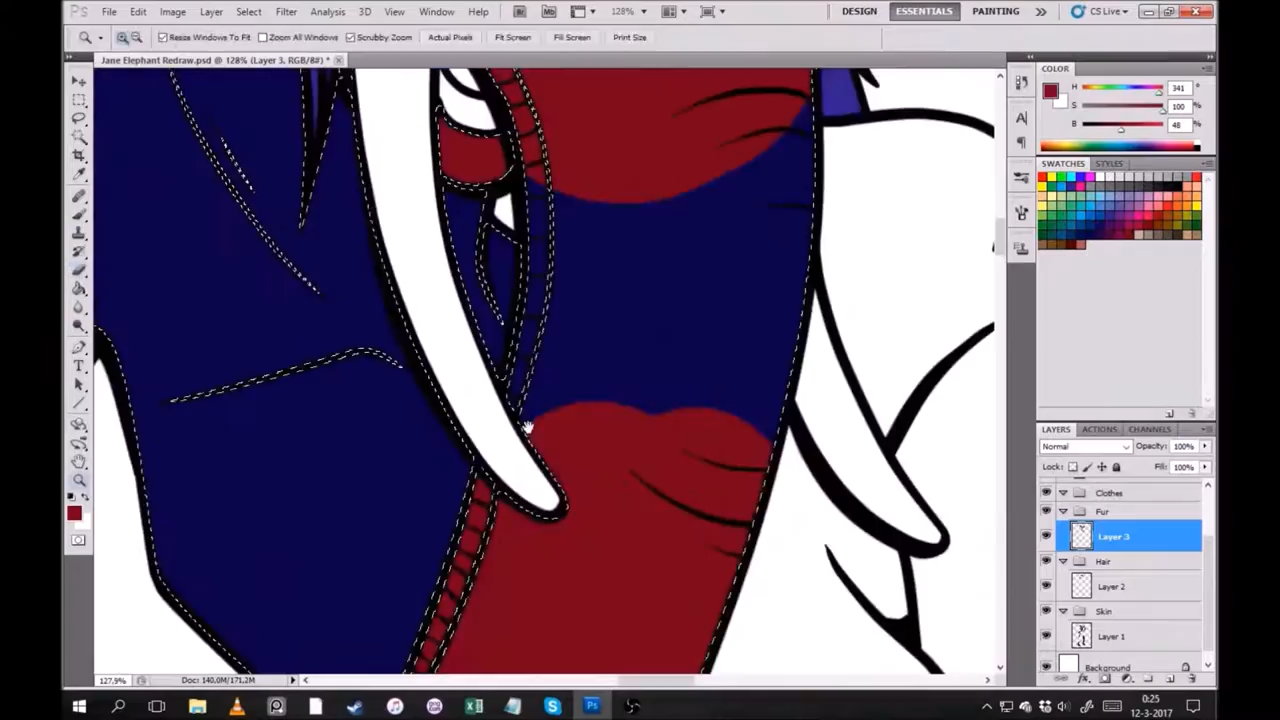 Ps File Edit Image Layer Select Filter Analysis 3D View Window Help Br Mb 128% DESIGN ESSENTIALS PAINTING CS Live
Resize Windows To Fit Zoom All Windows Scrubby Zoom Actual Pixels Fit Screen Fill Screen Print Size
Jane Elephant Redraw.psd @ 128% (Layer 3, RGB/8#) *
COLOR
H 341 °
S 100 %
B 48 %
SWATCHES STYLES
LAYERS ACTIONS CHANNELS
Normal Opacity: 100%
Lock: Fill: 100%
Clothes
Fur
Layer 3
Hair
Layer 2
Skin
Layer 1
Background
127,9% Doc: 140,0M/171,2M
0:25
12-3-2017